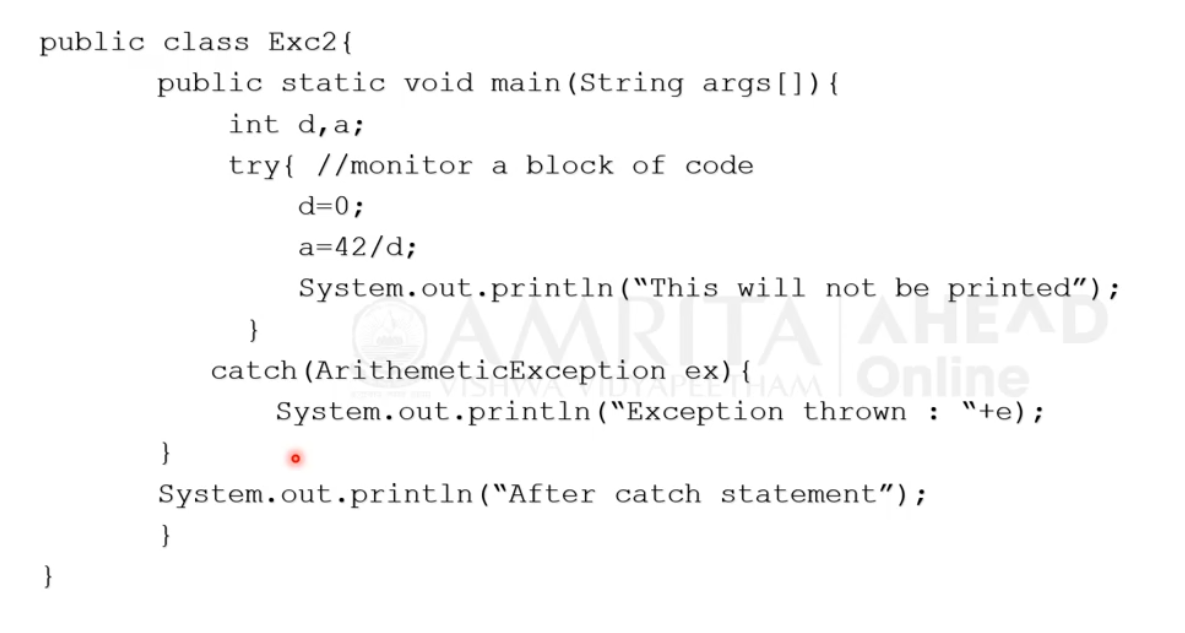 public class Exc2{
public static void main(String args[]){
int d,a;
try{ //monitor a block of code
d=0;
a=42/d;
System.out.println(“This will not be printed”);
}
AMRITA AHEAD
catch(ArithemeticException ex){
VISHWA VIDYAPEETHAM Online
System.out.println(“Exception thrown : “+e);
}
System.out.println(“After catch statement”);
}
}